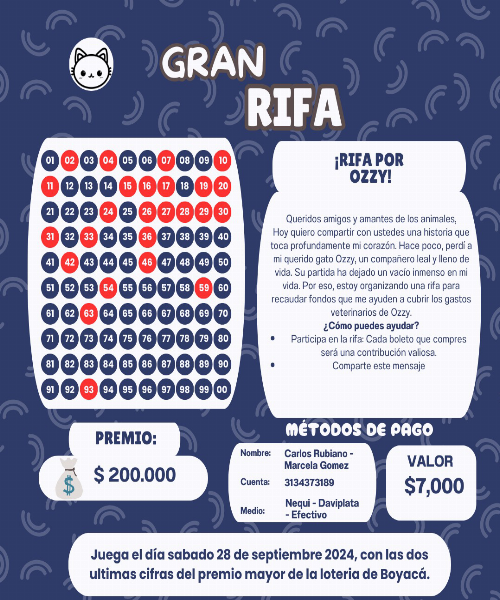 GRAN
RIFA
01 02 03 04 05 06 07 08 09 10
11 12 13 14 15 16 17 18 19 20
21 22 23 24 25 26 27 28 29 30
31 32 33 34 35 36 37 38 39 40
41 42 43 44 45 46 47 48 49 50
51 52 53 54 55 56 57 58 59 60
61 62 63 64 65 66 67 68 69 70
71 72 73 74 75 76 77 78 79 80
81 82 83 84 85 86 87 88 89 90
91 92 93 94 95 96 97 98 99 00
¡RIFA POR
OZZY!
Queridos amigos y amantes de los animales,
Hoy quiero compartir con ustedes una historia que
toca profundamente mi corazón. Hace poco, perdí a
mi querido gato Ozzy, un compañero leal y lleno de
vida. Su partida ha dejado un vacío inmenso en mi
vida. Por eso, estoy organizando una rifa para
recaudar fondos que me ayuden a cubrir los gastos
veterinarios de Ozzy.
¿Cómo puedes ayudar?
• Participa en la rifa: Cada boleto que compres
será una contribución valiosa.
• Comparte este mensaje
PREMIO:
$ 200.000
$
MÉTODOS DE PAGO
Nombre: Carlos Rubiano -
Marcela Gomez
Cuenta: 3134373189
Medio: Nequi - Daviplata
- Efectivo
VALOR
$7,000
Juega el día sabado 28 de septiembre 2024, con las dos
ultimas cifras del premio mayor de la loteria de Boyacá.